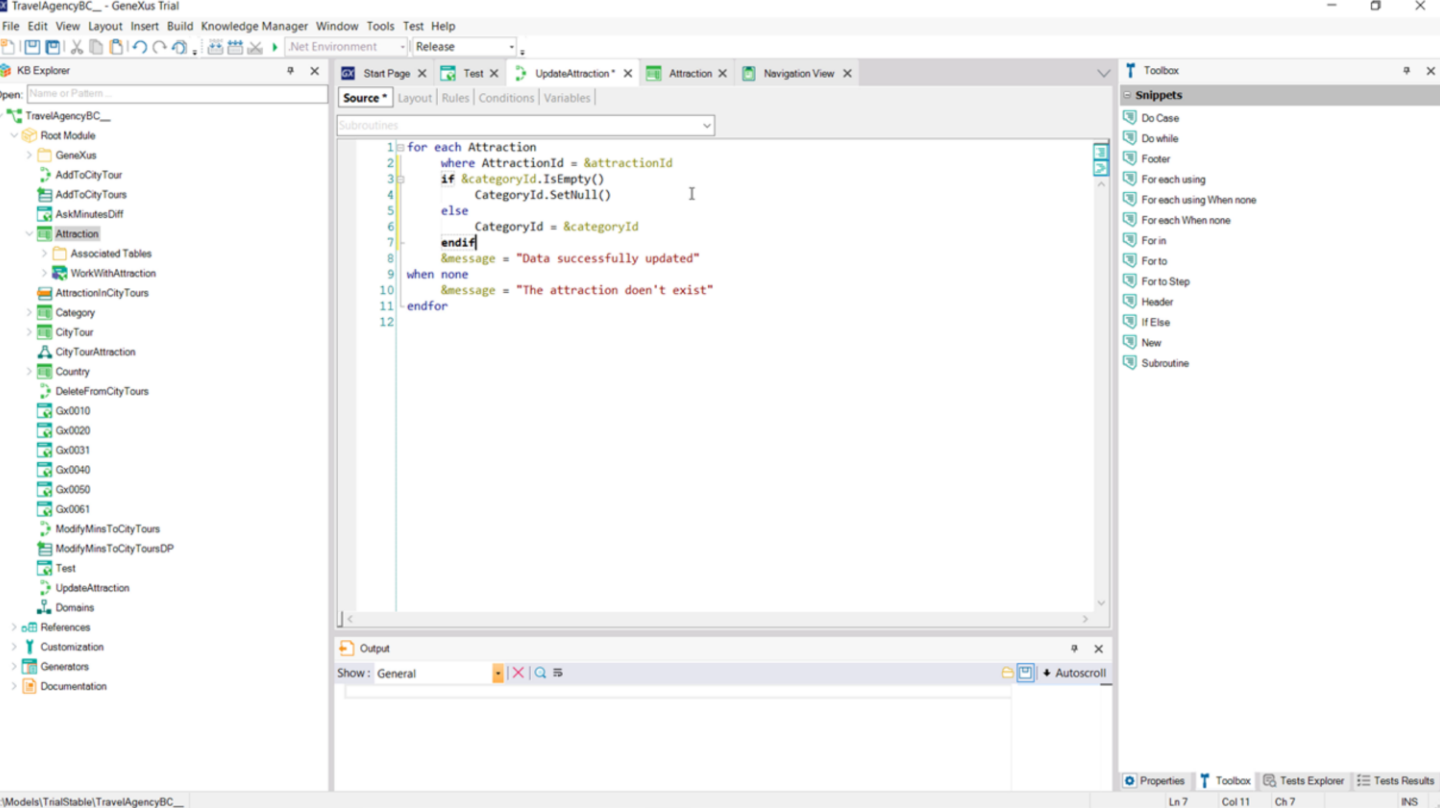 TravelAgencyBC__ - GeneXus Trial
File Edit View Layout Insert Build Knowledge Manager Window Tools Test Help
.Net Environment Release
KB Explorer
Open: Name or Pattern...
TravelAgencyBC__
Root Module
GeneXus
AddToCityTour
AddToCityTours
AskMinutesDiff
Attraction
Associated Tables
WorkWithAttraction
AttractionInCityTours
Category
CityTour
CityTourAttraction
Country
DeleteFromCityTours
Gx0010
Gx0020
Gx0031
Gx0040
Gx0050
Gx0061
ModifyMinsToCityTours
ModifyMinsToCityToursDP
Test
UpdateAttraction
Domains
References
Customization
Generators
Documentation
Start Page Test UpdateAttraction * Attraction Navigation View
Source * Layout Rules Conditions Variables
Subroutines
1 for each Attraction
2 where AttractionId = &attractionId
3 if &categoryId.IsEmpty()
4 CategoryId.SetNull()
5 else
6 CategoryId = &categoryId
7 endif
8 &message = "Data successfully updated"
9 when none
10 &message = "The attraction doen't exist"
11 endfor
12
Output
Show: General Autoscroll
Toolbox
Snippets
Do Case
Do while
Footer
For each using
For each using When none
For each When none
For in
For to
For to Step
Header
If Else
New
Subroutine
Properties Toolbox Tests Explorer Tests Results
:\Models\TrialStable\TravelAgencyBC__ Ln 7 Col 11 Ch 7 INS